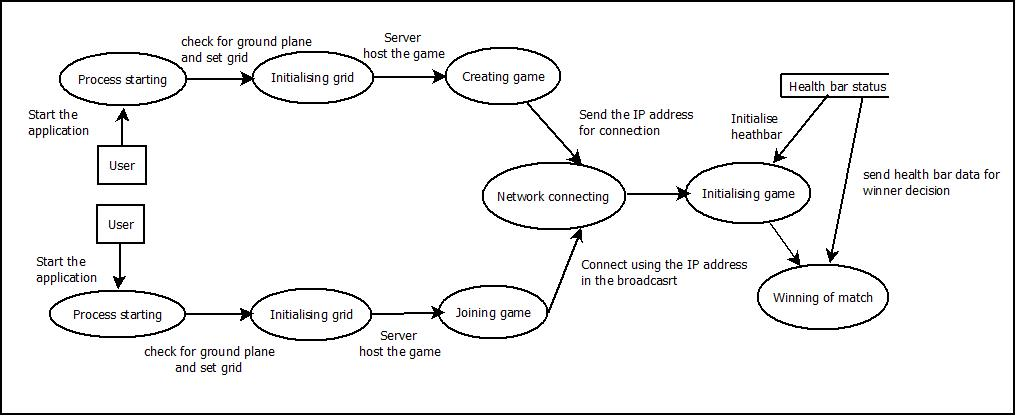 check for ground plane
and set grid
Server
host the game
Process starting
Initialising grid
Creating game
Health bar status
Start the
application
User
Send the IP address
for connection
Initialise
heathbar
send health bar data for
winner decision
Network connecting
Initialising game
User
Start the
application
Connect using the IP address
in the broadcasrt
Winning of match
Process starting
Initialising grid
Joining game
check for ground plane
and set grid
Server
host the game